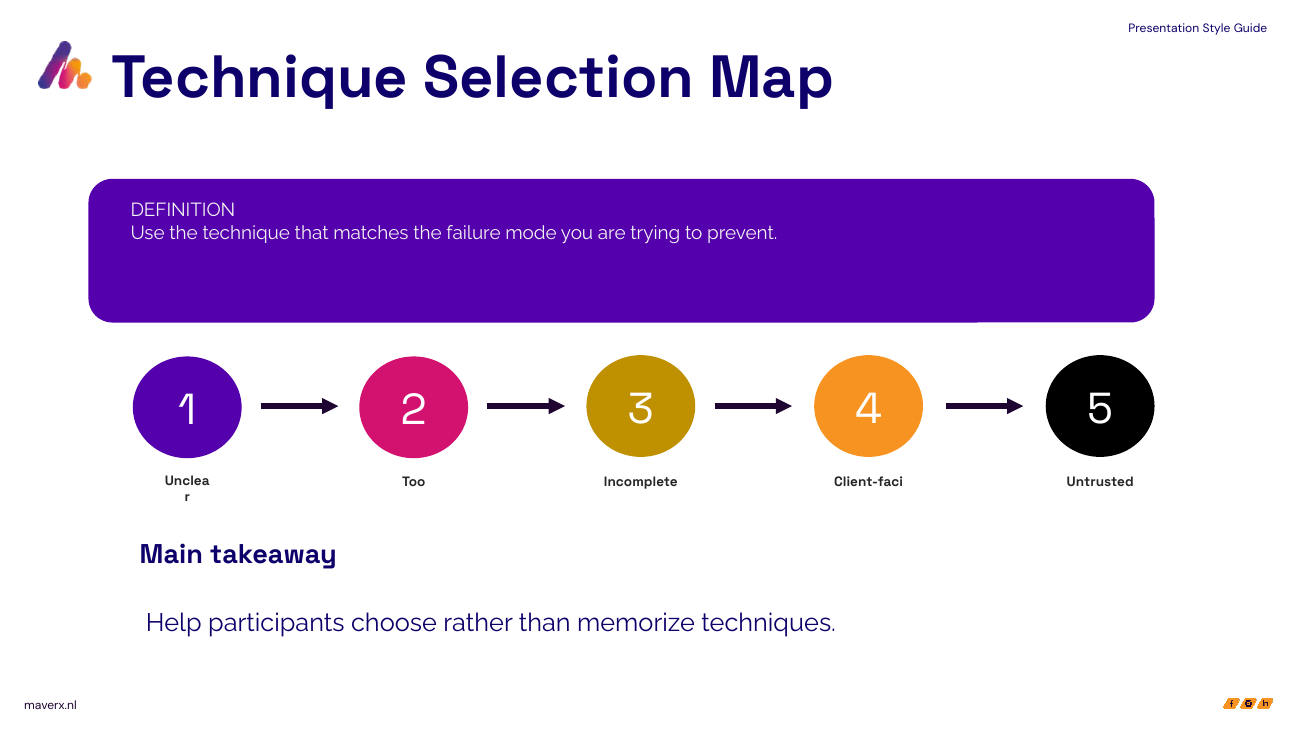 Presentation Style Guide
Technique Selection Map
DEFINITION
Use the technique that matches the failure mode you are trying to prevent.
1
2
3
4
5
Unclea
r
Too
Incomplete
Client-faci
Untrusted
Main takeaway
Help participants choose rather than memorize techniques.
maverx.nl
f
in